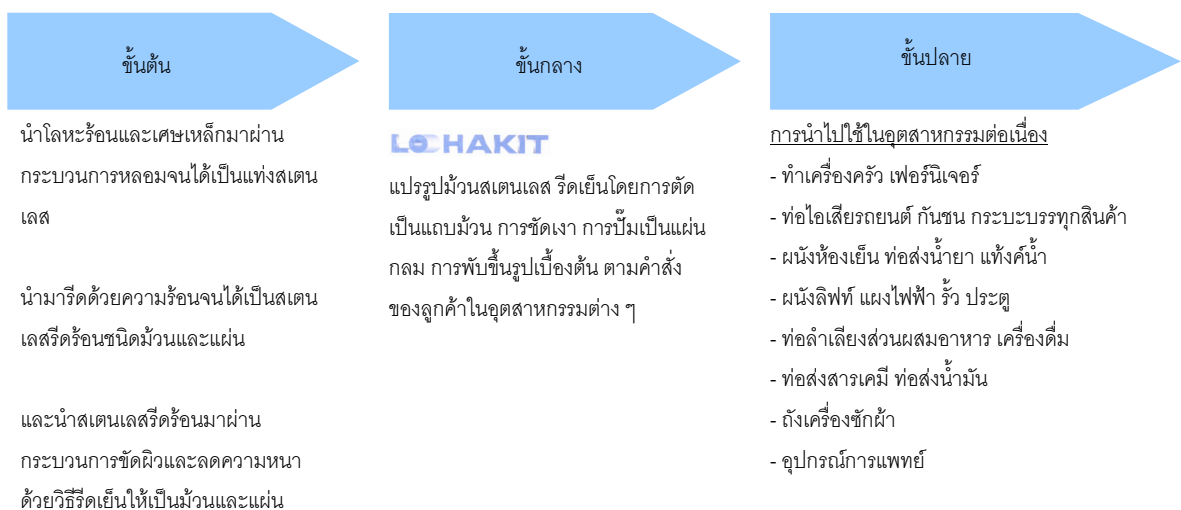 ขั้นต้น
นำโลหะร้อนและเศษเหล็กมาผ่าน
กระบวนการหลอมจนได้เป็นแท่งสเตน
เลส
นำมารีดด้วยความร้อนจนได้เป็นสเตน
เลสรีดร้อนชนิดม้วนและแผ่น
และนำสเตนเลสรีดร้อนมาผ่าน
กระบวนการขัดผิวและลดความหนา
ด้วยวิธีรีดเย็นให้เป็นม้วนและแผ่น
ขั้นกลาง
LOHAKIT
แปรรูปม้วนสเตนเลส รีดเย็นโดยการตัด
เป็นแถบม้วน การขัดเงา การปั๊มเป็นแผ่น
กลม การพับขึ้นรูปเบื้องต้น ตามคำสั่ง
ของลูกค้าในอุตสาหกรรมต่าง ๆ
ขั้นปลาย
การนำไปใช้ในอุตสาหกรรมต่อเนื่อง
- ทำเครื่องครัว เฟอร์นิเจอร์
- ท่อไอเสียรถยนต์ กันชน กระบะบรรทุกสินค้า
- ผนังห้องเย็น ท่อส่งน้ำยา แท้งค์น้ำ
- ผนังลิฟท์ แผงไฟฟ้า รั้ว ประตู
- ท่อลำเลียงส่วนผสมอาหาร เครื่องดื่ม
- ท่อส่งสารเคมี ท่อส่งน้ำมัน
- ถังเครื่องซักผ้า
- อุปกรณ์การแพทย์